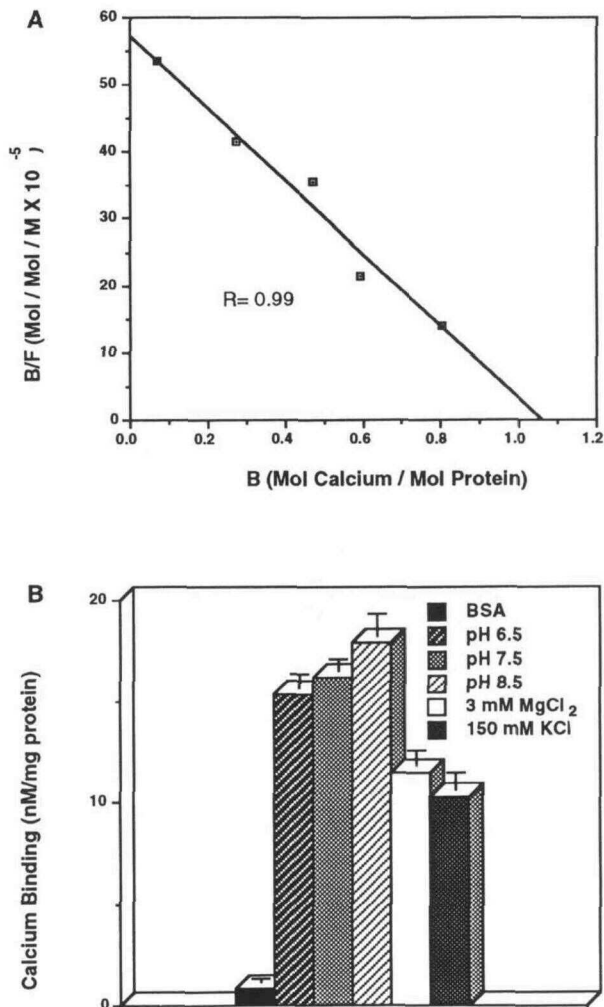 A
60
50
40
30
20
10
0
B/F (Mol / Mol / M X 10 -5)
R= 0.99
0.0 0.2 0.4 0.6 0.8 1.0 1.2
B (Mol Calcium / Mol Protein)
B
20
10
0
Calcium Binding (nM/mg protein)
BSA
pH 6.5
pH 7.5
pH 8.5
3 mM MgCl2
150 mM KCl